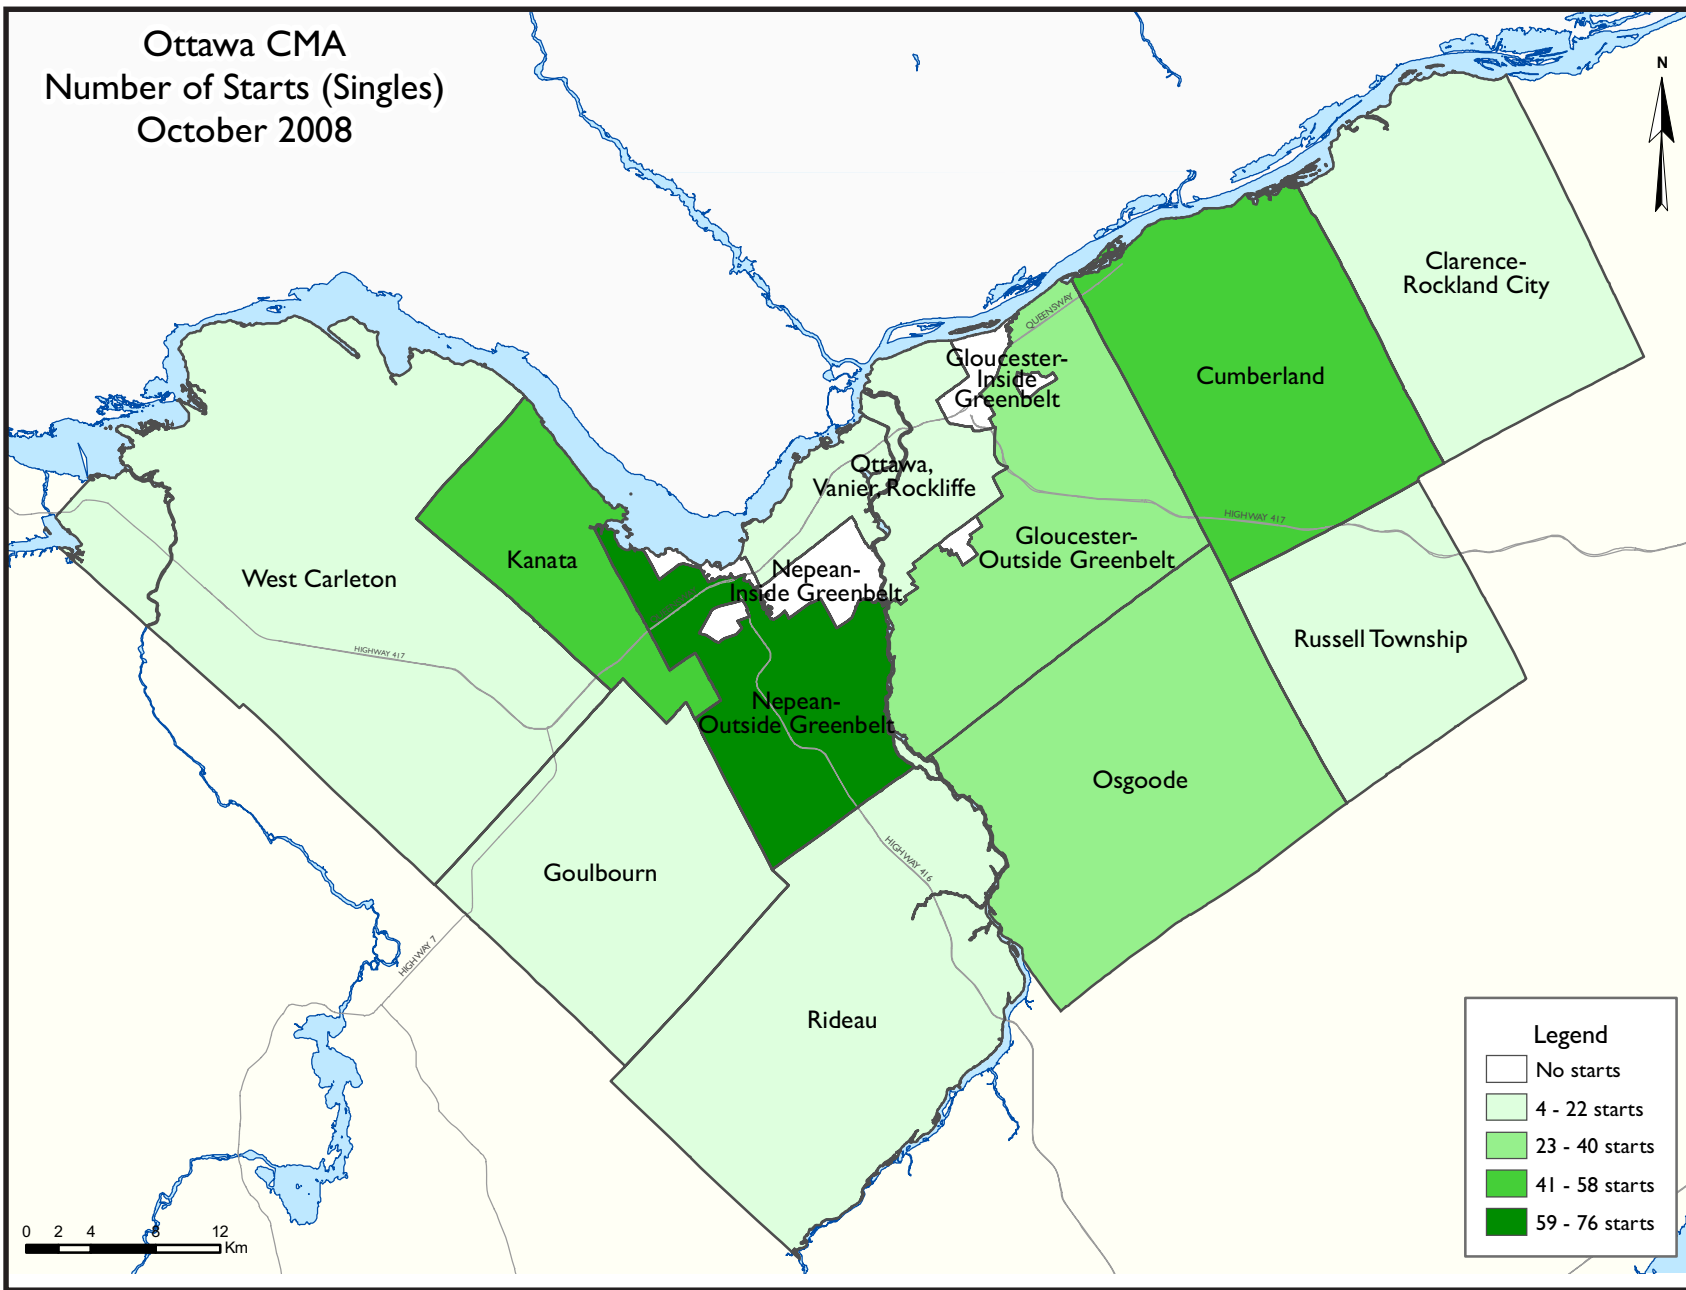 Ottawa CMA
Number of Starts (Singles)
October 2008
N
Clarence-
Rockland City
QUEENSWAY
Gloucester-
Inside
Greenbelt
Cumberland
Ottawa,
Vanier, Rockliffe
HIGHWAY 417
Gloucester-
Outside Greenbelt
Kanata
West Carleton
Nepean-
Inside Greenbelt
Russell Township
HIGHWAY 417
Nepean-
Outside Greenbelt
Osgoode
HIGHWAY 416
Goulbourn
HIGHWAY 7
Rideau
Legend
No starts
4 - 22 starts
23 - 40 starts
41 - 58 starts
59 - 76 starts
0 2 4 8 12
Km